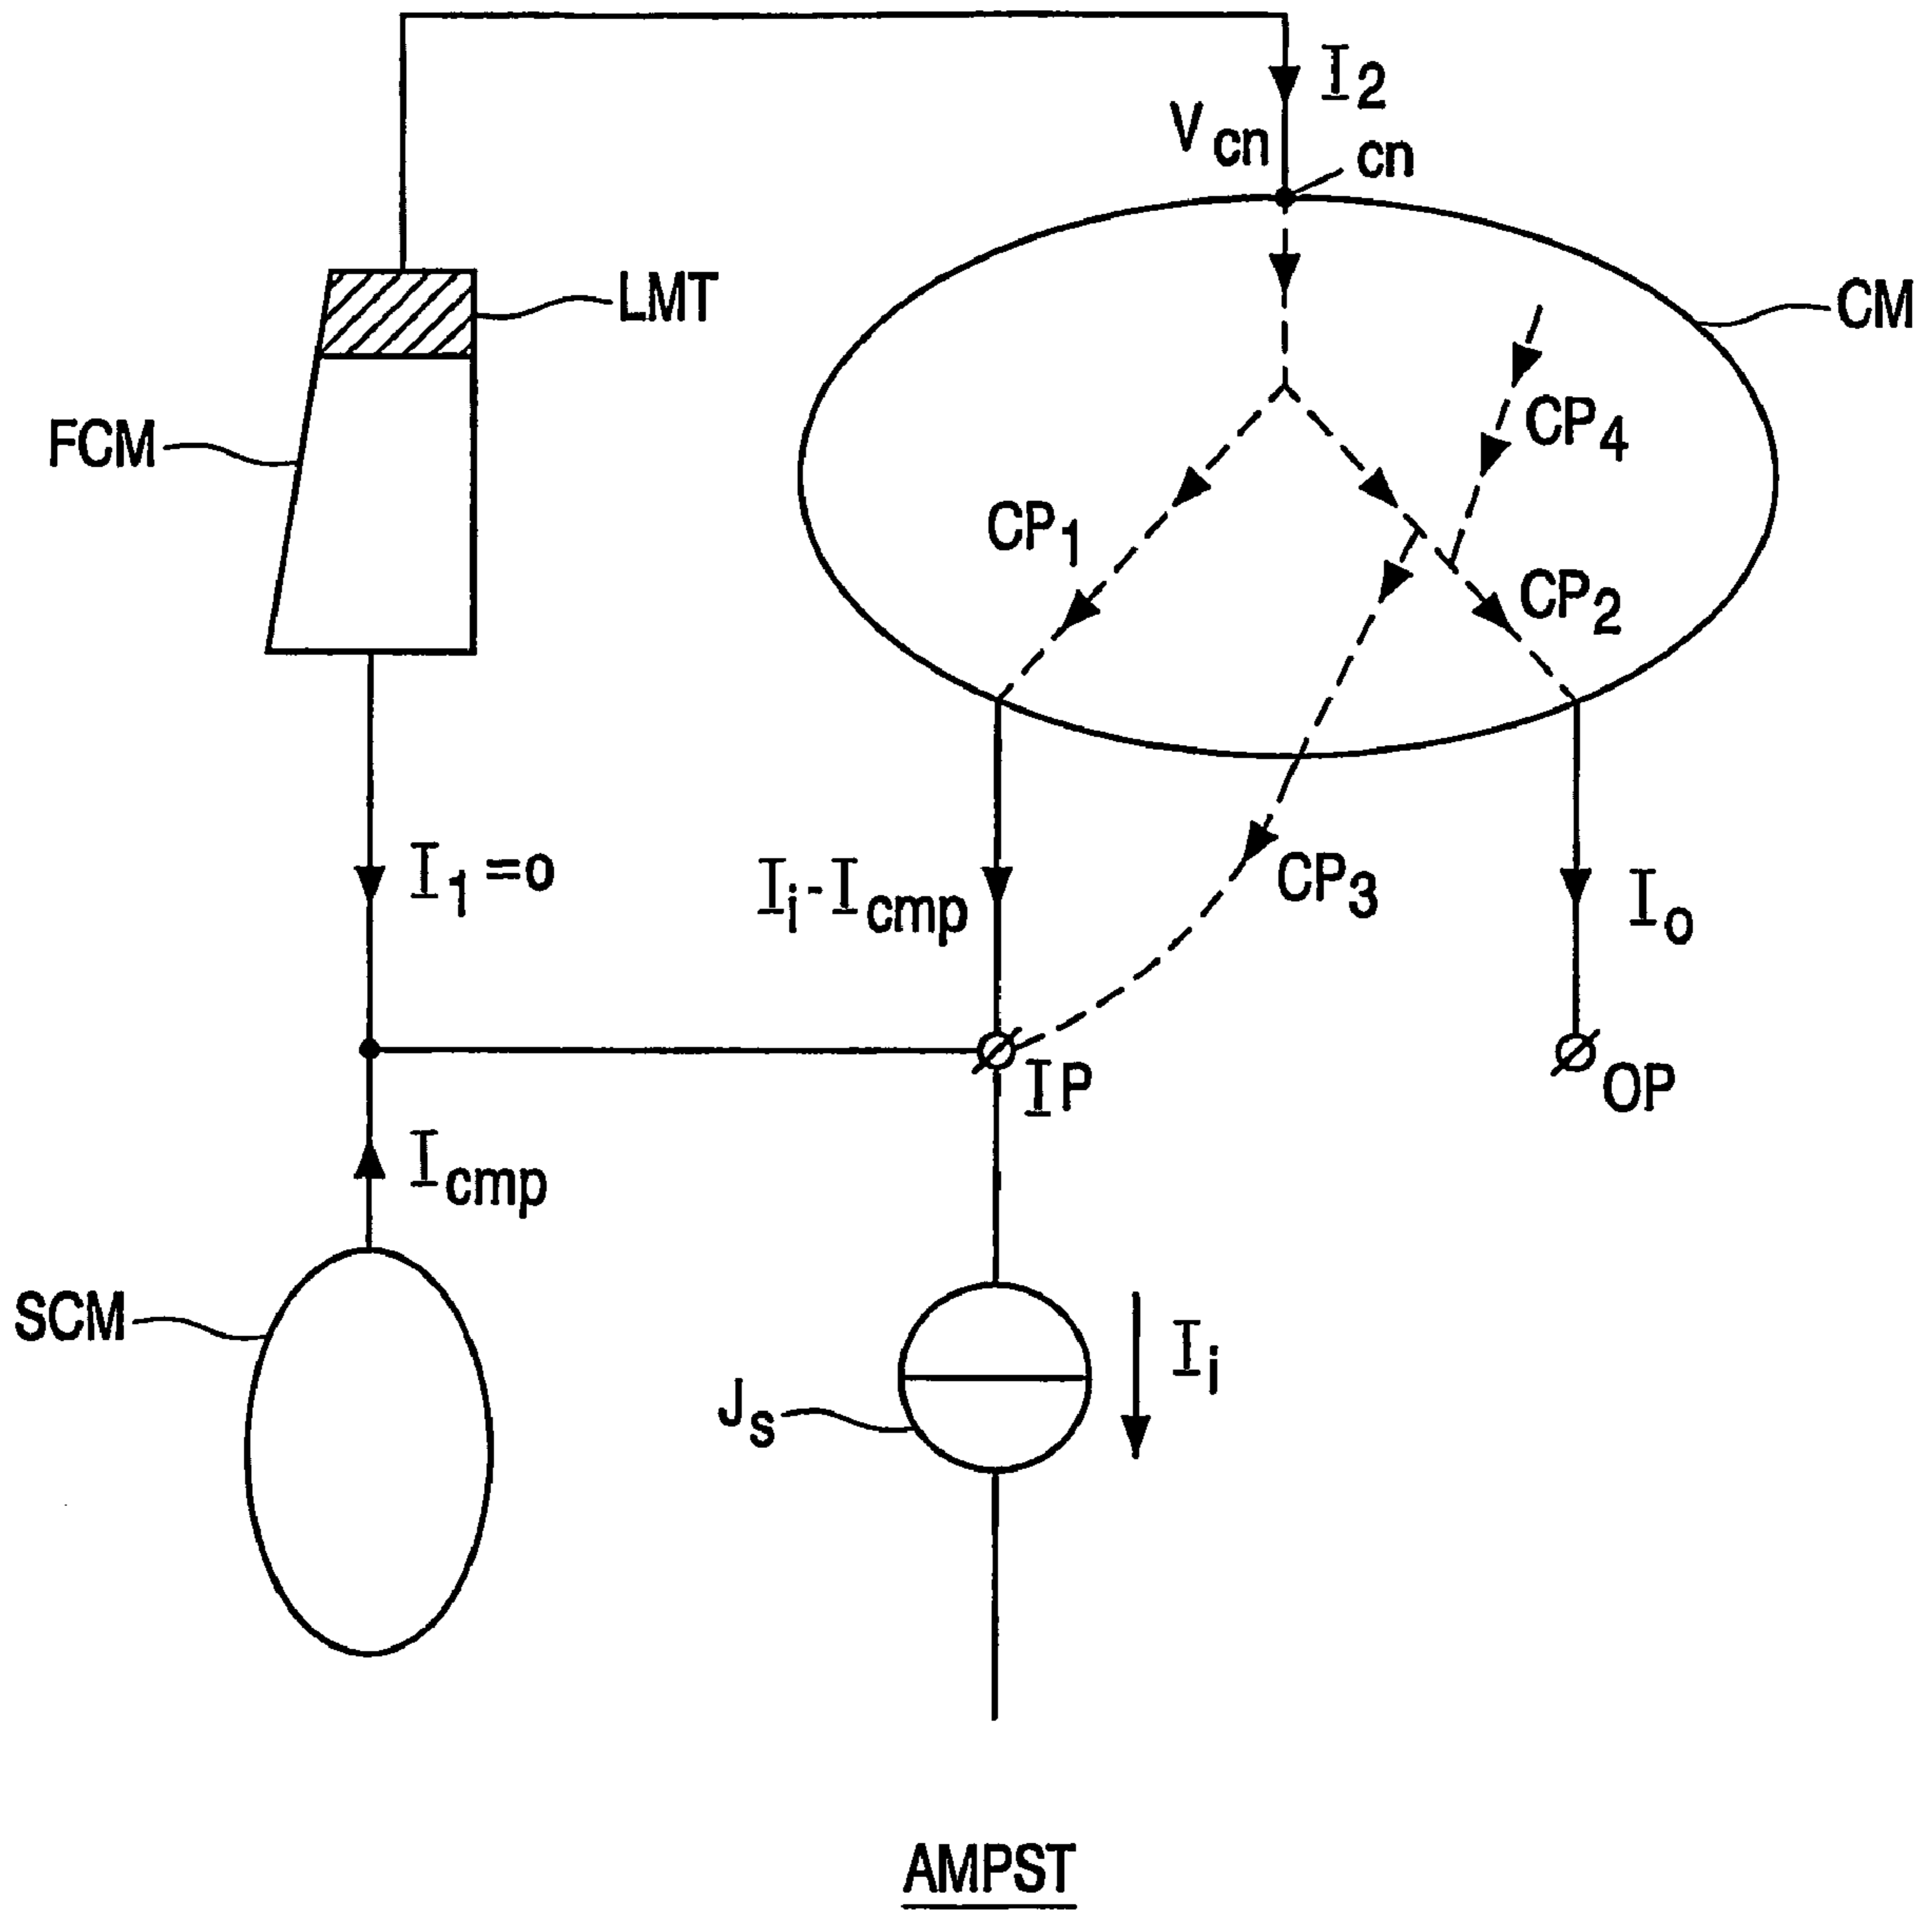 I2
Vcn
cn
LMT
CM
FCM
CP4
CP1
CP2
I1=0
Ii-Icmp
CP3
Io
IP
OP
Icmp
SCM
Ii
Js
AMPST